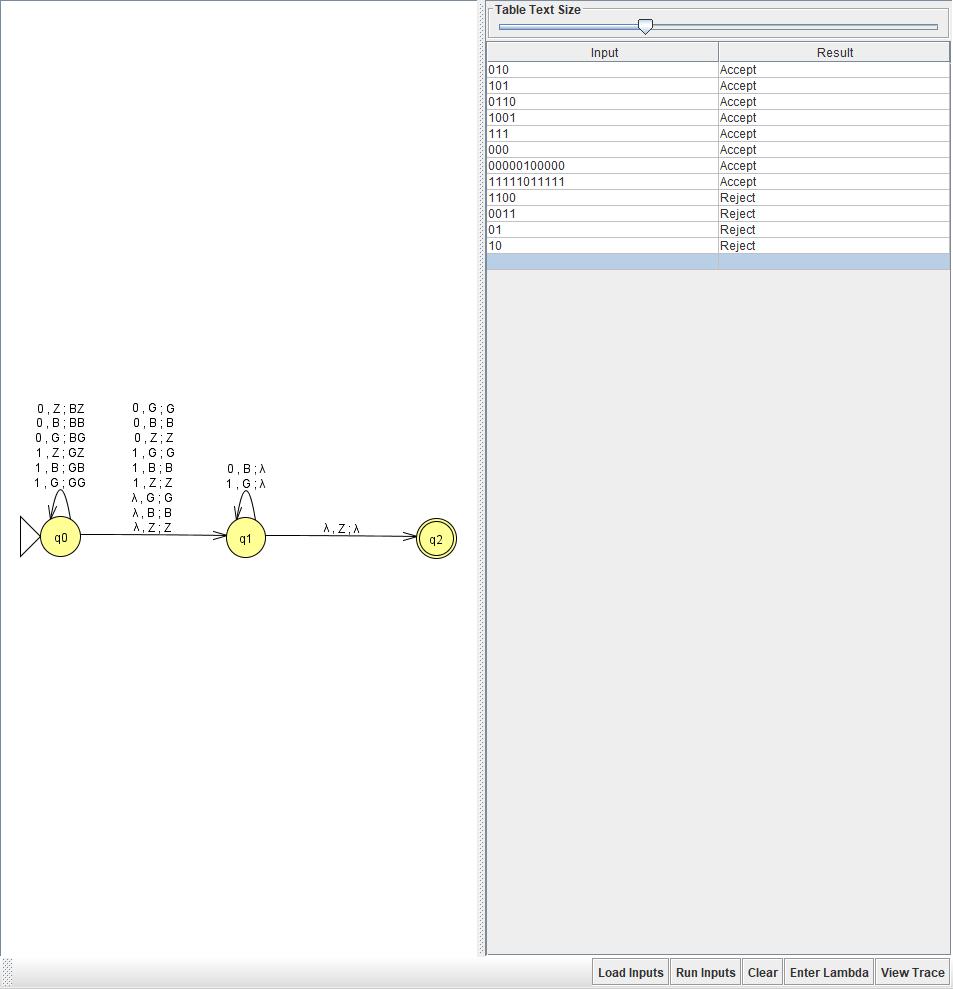 Table Text Size
Input Result
010 Accept
101 Accept
0110 Accept
1001 Accept
111 Accept
000 Accept
00000100000 Accept
11111011111 Accept
1100 Reject
0011 Reject
01 Reject
10 Reject
0 , Z ; BZ
0 , B ; BB
0 , G ; BG
1 , Z ; GZ
1 , B ; GB
1 , G ; GG
0 , G ; G
0 , B ; B
0 , Z ; Z
1 , G ; G
1 , B ; B
1 , Z ; Z
λ , G ; G
λ , B ; B
λ , Z ; Z
0 , B ; λ
1 , G ; λ
λ , Z ; λ
q0
q1
q2
Load Inputs Run Inputs Clear Enter Lambda View Trace